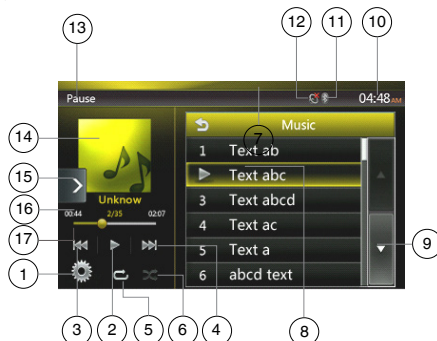 13 12 11 10
Pause 04:48 AM
14
7
Music
1 Text ab
Text abc
15
Unknow
3 Text abcd
16
00:44 2/35 02:07
4 Text ac
17
5 Text a
9
1
6 abcd text
3 2 5 6 4 8